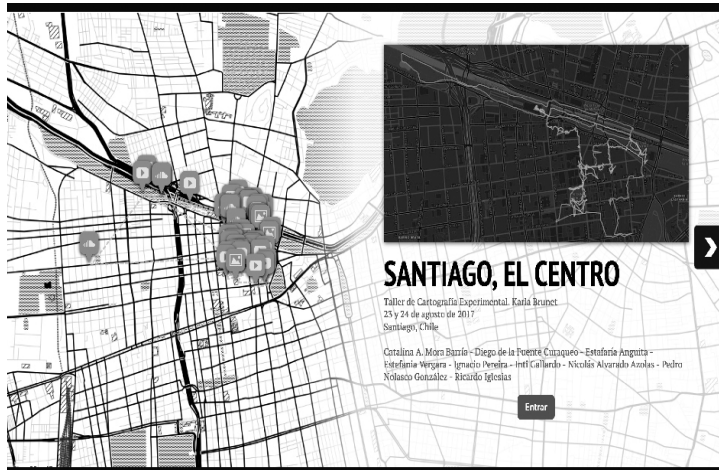 SANTIAGO, EL CENTRO
Taller de Cartografía Experimental. Karla Brunet
23 y 24 de agosto de 2017
Santiago, Chile
Catalina A. Mora Barría - Diego de la Fuente Curaqueo - Estafaría Anguita -
Estefanía Vergara - Ignacio Pereira - Inti Gallardo - Nicolás Alvarado Azolas - Pedro
Nolasco González - Ricardo Iglesias
Entrar